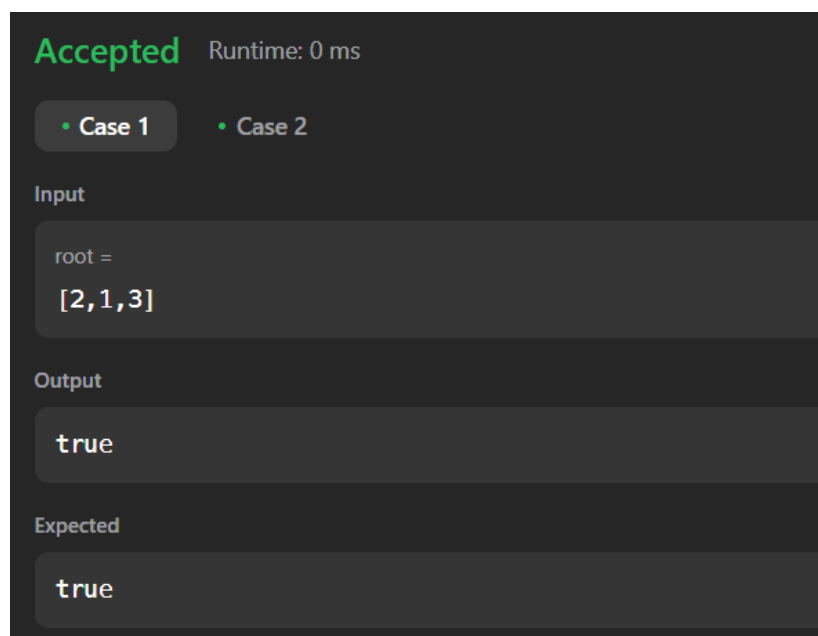 Accepted Runtime: 0 ms
• Case 1 • Case 2
Input
root =
[2,1,3]
Output
true
Expected
true